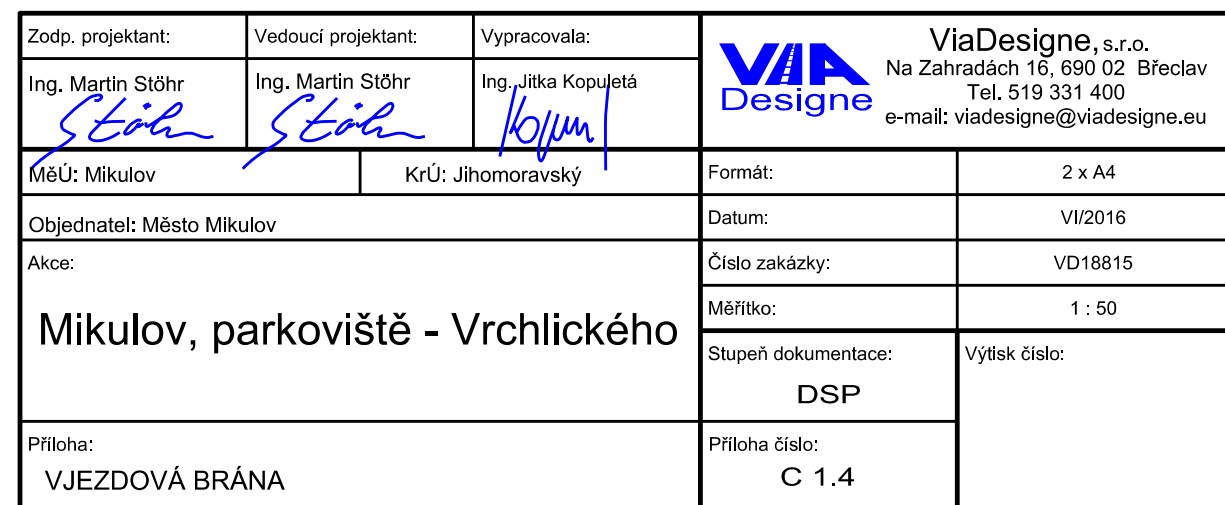 Zodp. projektant:
Vedoucí projektant:
Vypracovala:
Ing. Martin Stöhr
Ing. Martin Stöhr
Ing. Jitka Kopuletá
Stöhr
Stöhr
VIA
Designe
ViaDesigne, s.r.o.
Na Zahradách 16, 690 02 Břeclav
Tel. 519 331 400
e-mail: viadesigne@viadesigne.eu
MěÚ: Mikulov
KrÚ: Jihomoravský
Formát:
2 x A4
Objednatel: Město Mikulov
Datum:
VI/2016
Akce:
Mikulov, parkoviště - Vrchlického
Číslo zakázky:
VD18815
Měřítko:
1 : 50
Stupeň dokumentace:
DSP
Výtisk číslo:
Příloha:
VJEZDOVÁ BRÁNA
Příloha číslo:
C 1.4